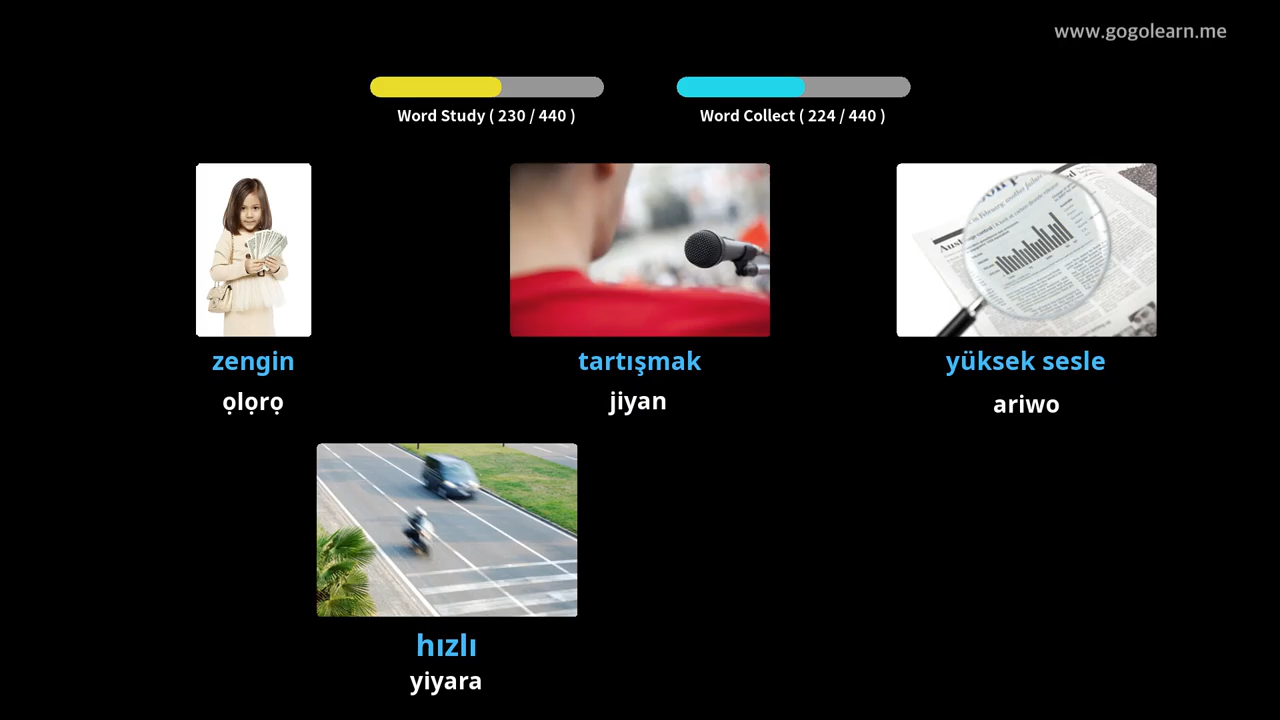 www.gogolearn.me
Word Study ( 230 / 440 )
Word Collect ( 224 / 440 )
zengin
ọlọrọ
tartışmak
jiyan
yüksek sesle
ariwo
hızlı
yiyara